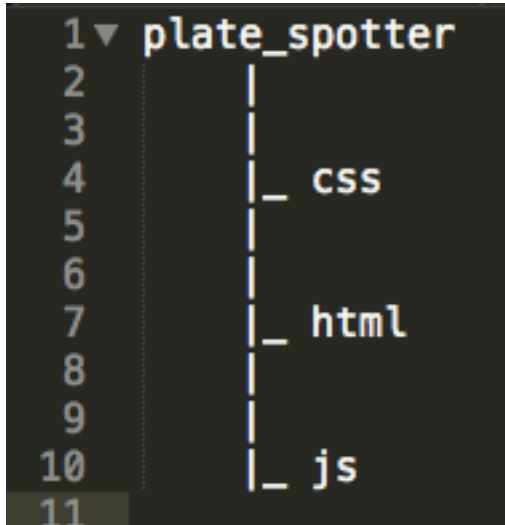 1 plate_spotter
2 |
3 |
4 |_ css
5 |
6 |
7 |_ html
8 |
9 |
10 |_ js
11